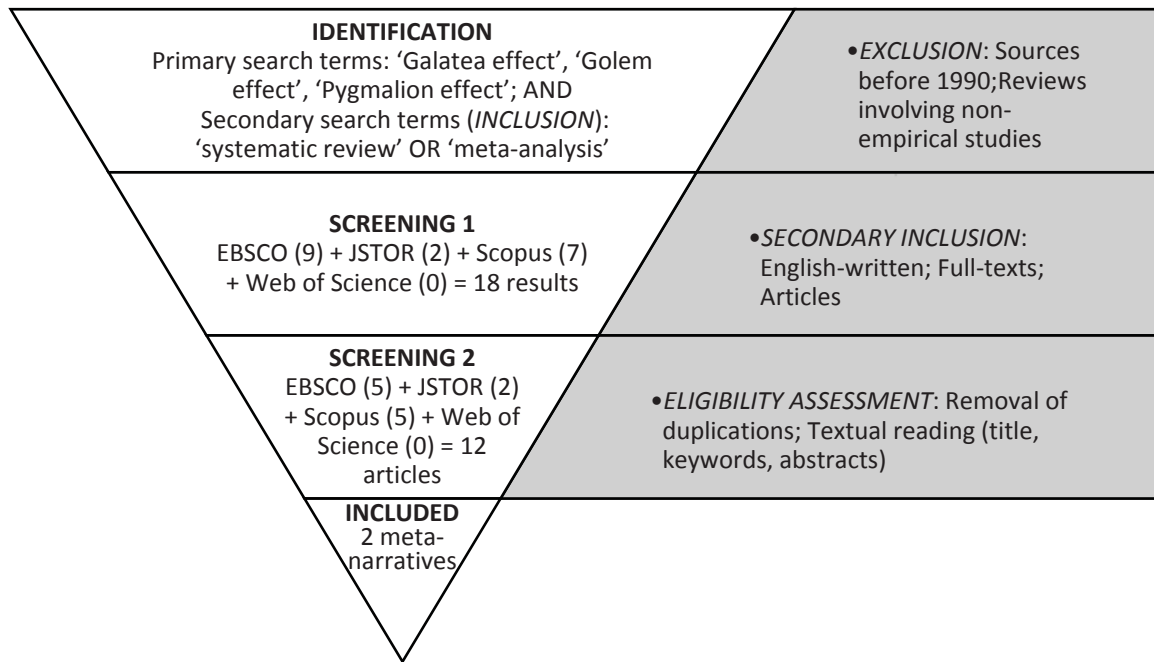 IDENTIFICATION
Primary search terms: ‘Galatea effect’, ‘Golem
effect’, ‘Pygmalion effect’; AND
Secondary search terms (INCLUSION):
‘systematic review’ OR ‘meta-analysis’
•EXCLUSION: Sources
before 1990;Reviews
involving non-
empirical studies
SCREENING 1
EBSCO (9) + JSTOR (2) + Scopus (7)
+ Web of Science (0) = 18 results
•SECONDARY INCLUSION:
English-written; Full-texts;
Articles
SCREENING 2
EBSCO (5) + JSTOR (2)
+ Scopus (5) + Web of
Science (0) = 12
articles
•ELIGIBILITY ASSESSMENT: Removal of
duplications; Textual reading (title,
keywords, abstracts)
INCLUDED
2 meta-
narratives